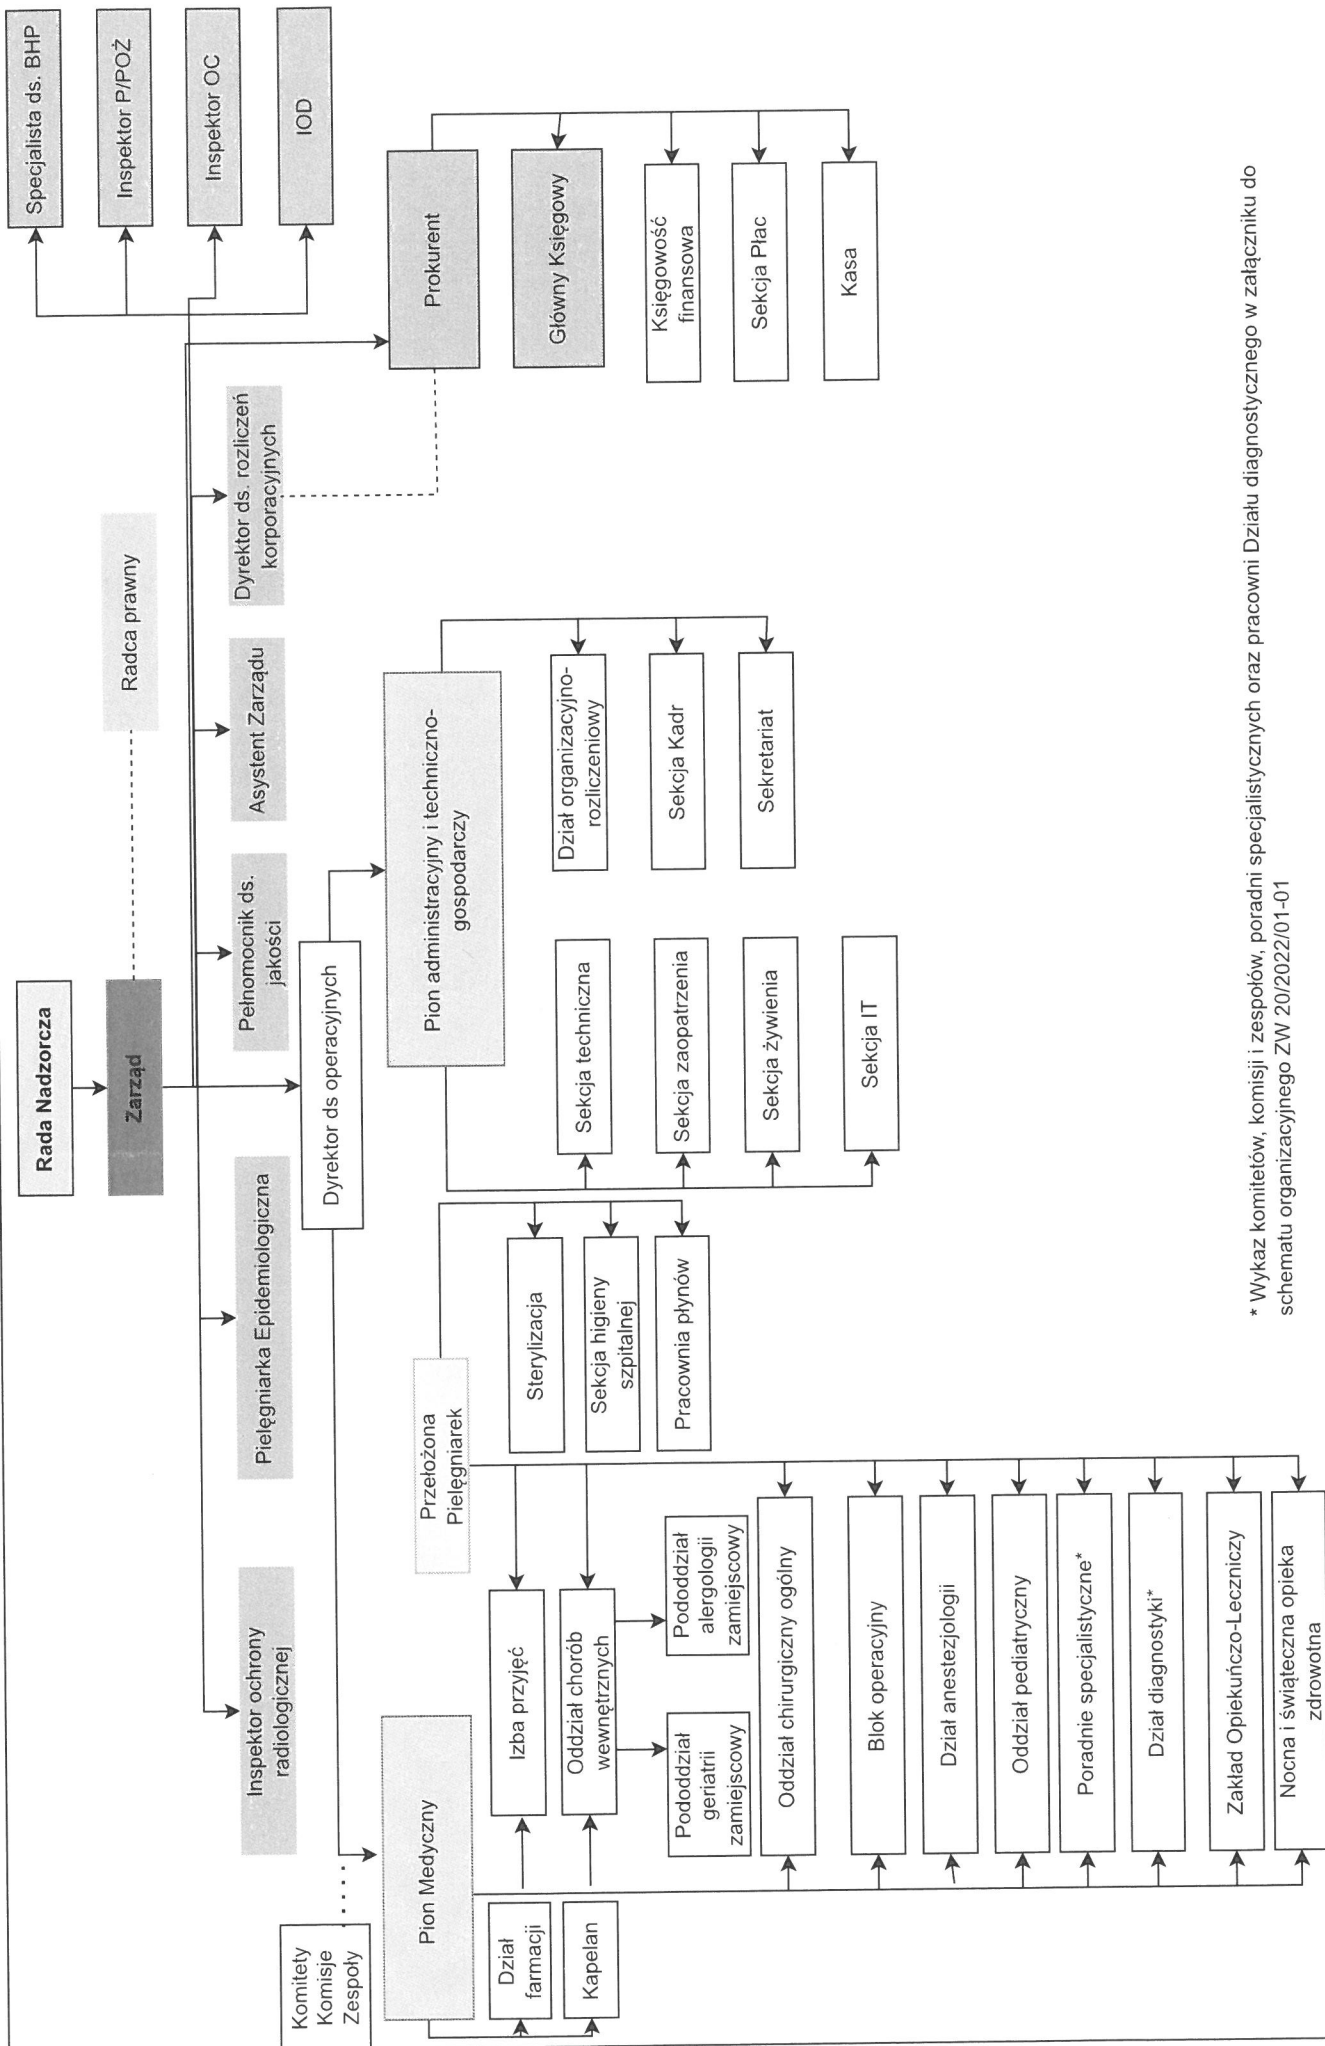 Rada Nadzorcza
Zarząd
Radca prawny
Specjalista ds. BHP
Inspektor P/POŻ
Inspektor OC
IOD
Inspektor ochrony
radiologicznej
Pielęgniarka Epidemiologiczna
Pełnomocnik ds.
jakości
Asystent Zarządu
Dyrektor ds. rozliczeń
korporacyjnych
Komitety
Komisje
Zespoły
Dyrektor ds operacyjnych
Pion Medyczny
Przełożona
Pielęgniarek
Pion administracyjny i techniczno-
gospodarczy
Prokurent
Dział
farmacji
Kapelan
Izba przyjęć
Oddział chorób
wewnętrznych
Pododdział
geriatrii
zamiejscowy
Pododdział
alergologii
zamiejscowy
Oddział chirurgiczny ogólny
Blok operacyjny
Dział anestezjologii
Oddział pediatryczny
Poradnie specjalistyczne*
Dział diagnostyki*
Zakład Opiekuńczo-Leczniczy
Nocna i świąteczna opieka
zdrowotna
Sterylizacja
Sekcja higieny
szpitalnej
Pracownia płynów
Sekcja techniczna
Sekcja zaopatrzenia
Sekcja żywienia
Sekcja IT
Dział organizacyjno-
rozliczeniowy
Sekcja Kadr
Sekretariat
Główny Księgowy
Księgowość
finansowa
Sekcja Płac
Kasa
* Wykaz komitetów, komisji i zespołów, poradni specjalistycznych oraz pracowni Działu diagnostycznego w załączniku do
schematu organizacyjnego ZW 20/2022/01-01